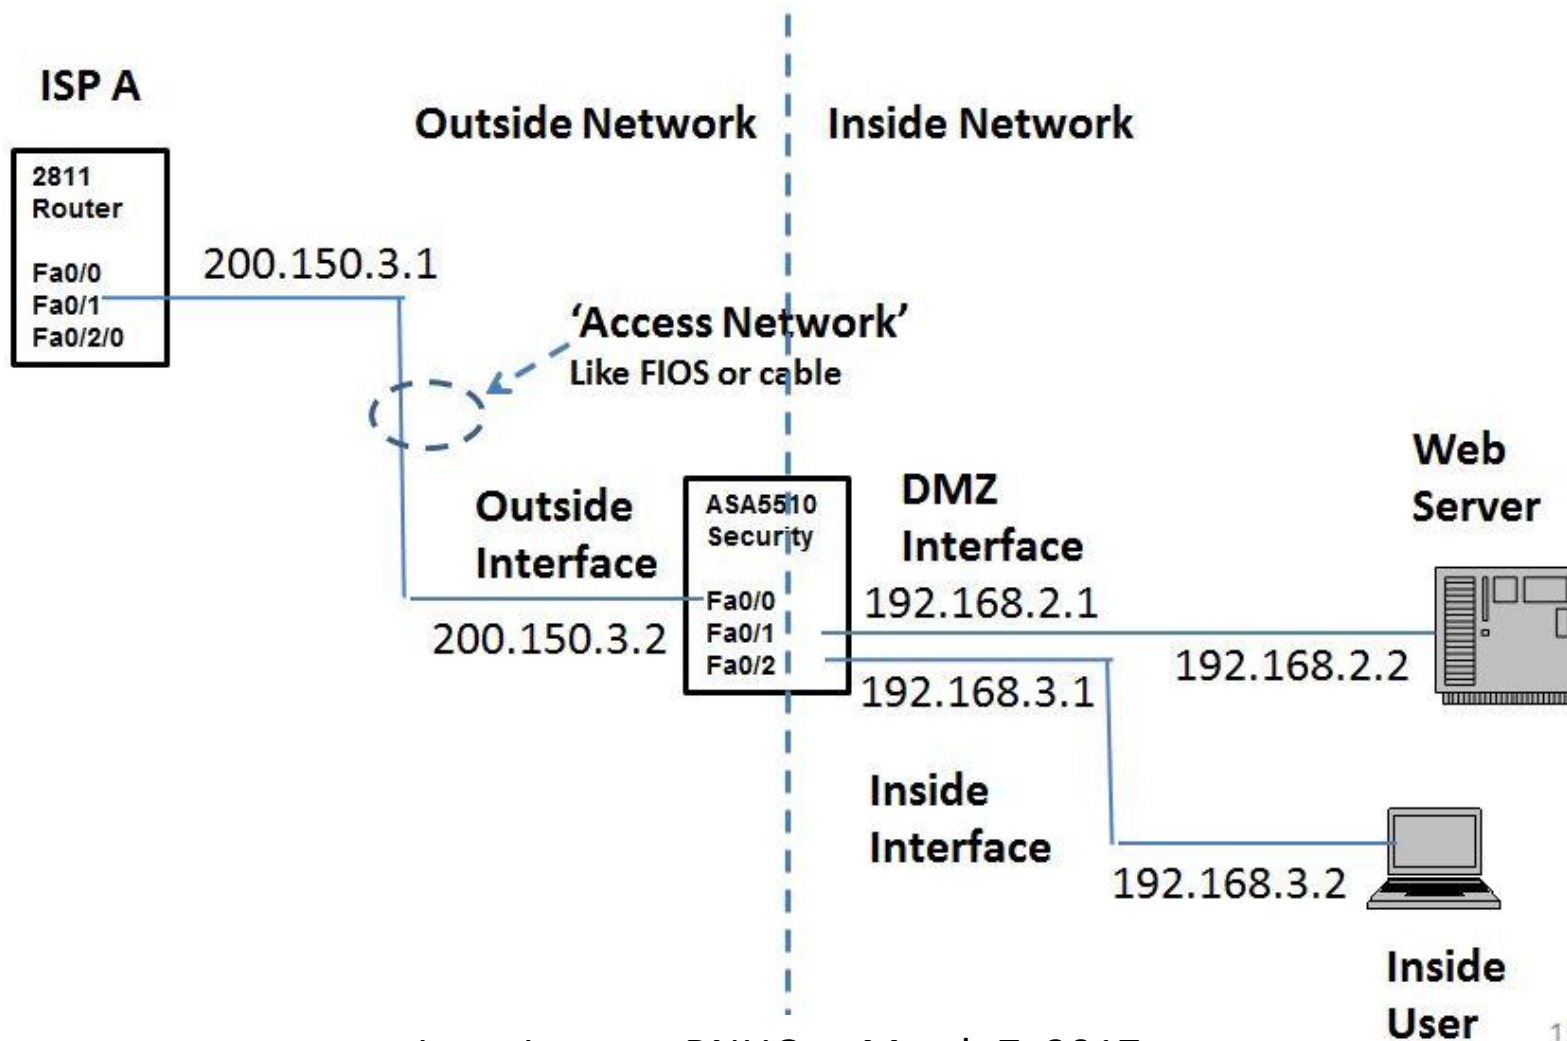 ISP A
Outside Network
Inside Network
2811
Router
Fa0/0
Fa0/1
Fa0/2/0
200.150.3.1
‘Access Network’
Like FIOS or cable
Outside
Interface
200.150.3.2
ASA5510
Security
Fa0/0
Fa0/1
Fa0/2
DMZ
Interface
192.168.2.1
192.168.2.2
Web
Server
192.168.3.1
Inside
Interface
192.168.3.2
Inside
User